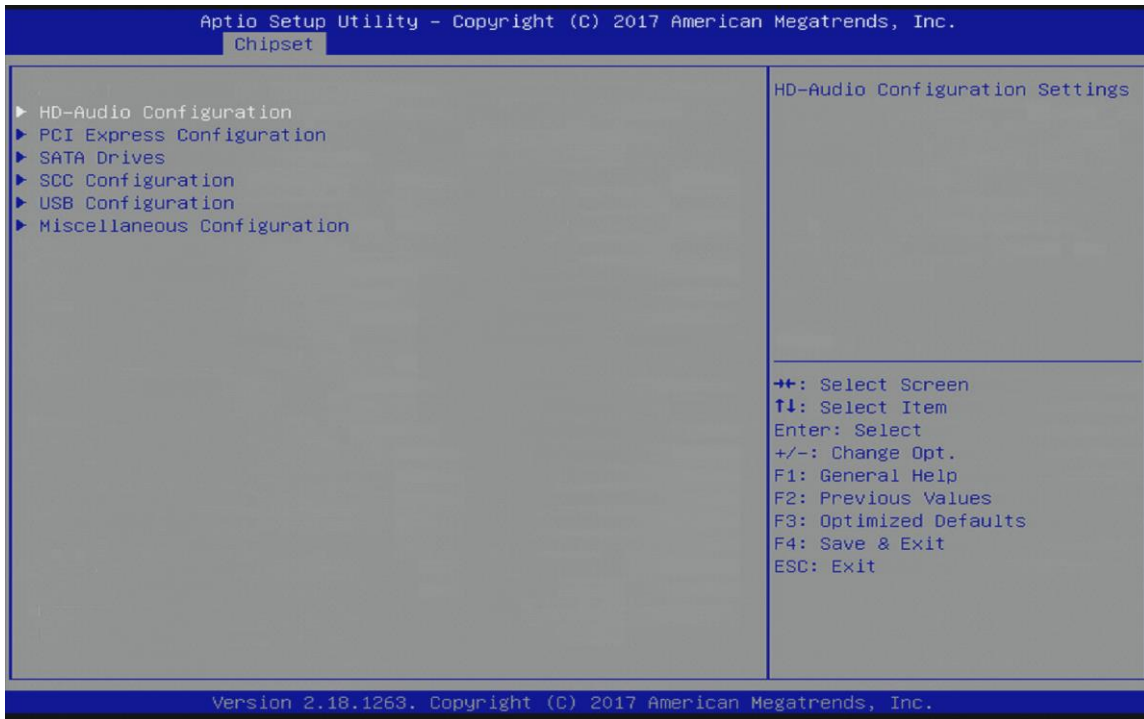 Aptio Setup Utility – Copyright (C) 2017 American Megatrends, Inc.
Chipset
▶ HD-Audio Configuration
▶ PCI Express Configuration
▶ SATA Drives
▶ SCC Configuration
▶ USB Configuration
▶ Miscellaneous Configuration
HD-Audio Configuration Settings
→←: Select Screen
↑↓: Select Item
Enter: Select
+/-: Change Opt.
F1: General Help
F2: Previous Values
F3: Optimized Defaults
F4: Save & Exit
ESC: Exit
Version 2.18.1263. Copyright (C) 2017 American Megatrends, Inc.